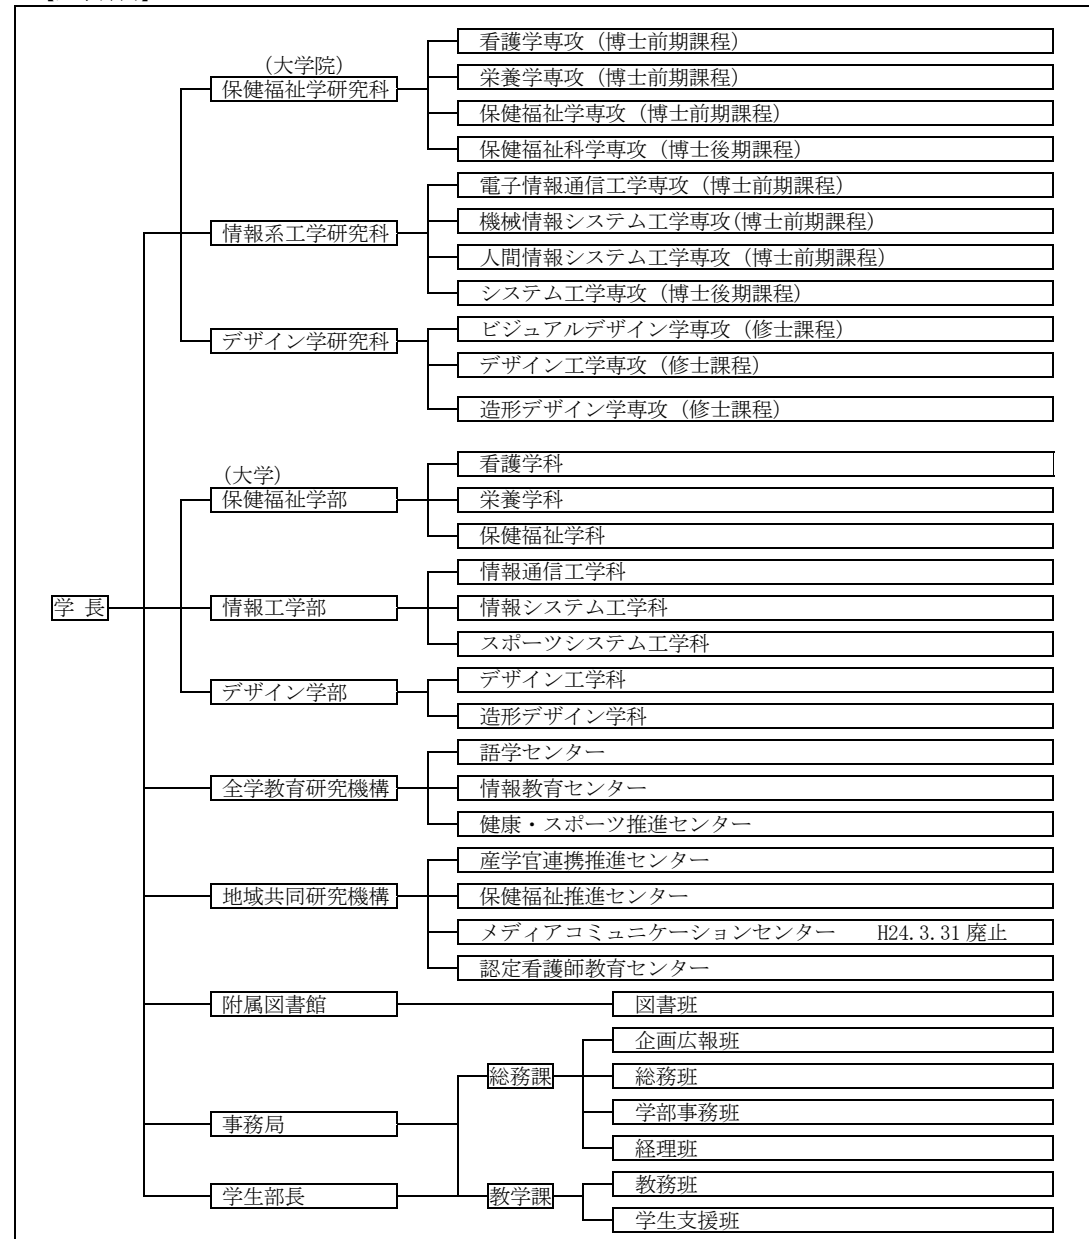 (大学院)
保健福祉学研究科
看護学専攻 (博士前期課程)
栄養学専攻 (博士前期課程)
保健福祉学専攻 (博士前期課程)
保健福祉科学専攻 (博士後期課程)
情報系工学研究科
電子情報通信工学専攻 (博士前期課程)
機械情報システム工学専攻(博士前期課程)
人間情報システム工学専攻 (博士前期課程)
システム工学専攻 (博士後期課程)
デザイン学研究科
ビジュアルデザイン学専攻 (修士課程)
デザイン工学専攻 (修士課程)
造形デザイン学専攻 (修士課程)
学 長
(大学)
保健福祉学部
看護学科
栄養学科
保健福祉学科
情報工学部
情報通信工学科
情報システム工学科
スポーツシステム工学科
デザイン学部
デザイン工学科
造形デザイン学科
全学教育研究機構
語学センター
情報教育センター
健康・スポーツ推進センター
地域共同研究機構
産学官連携推進センター
保健福祉推進センター
メディアコミュニケーションセンター H24.3.31 廃止
認定看護師教育センター
附属図書館
図書班
事務局
総務課
企画広報班
総務班
学部事務班
経理班
学生部長
教学課
教務班
学生支援班